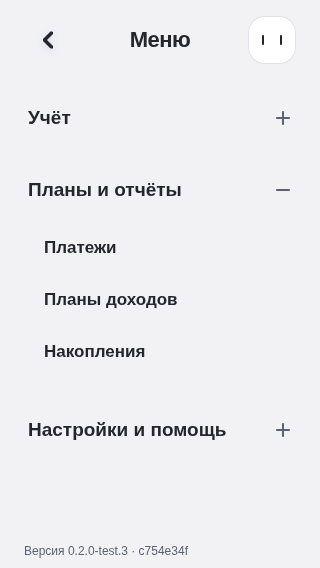 Меню
Учёт
Планы и отчёты
Платежи
Планы доходов
Накопления
Настройки и помощь
Версия 0.2.0-test.3 · c754e34f